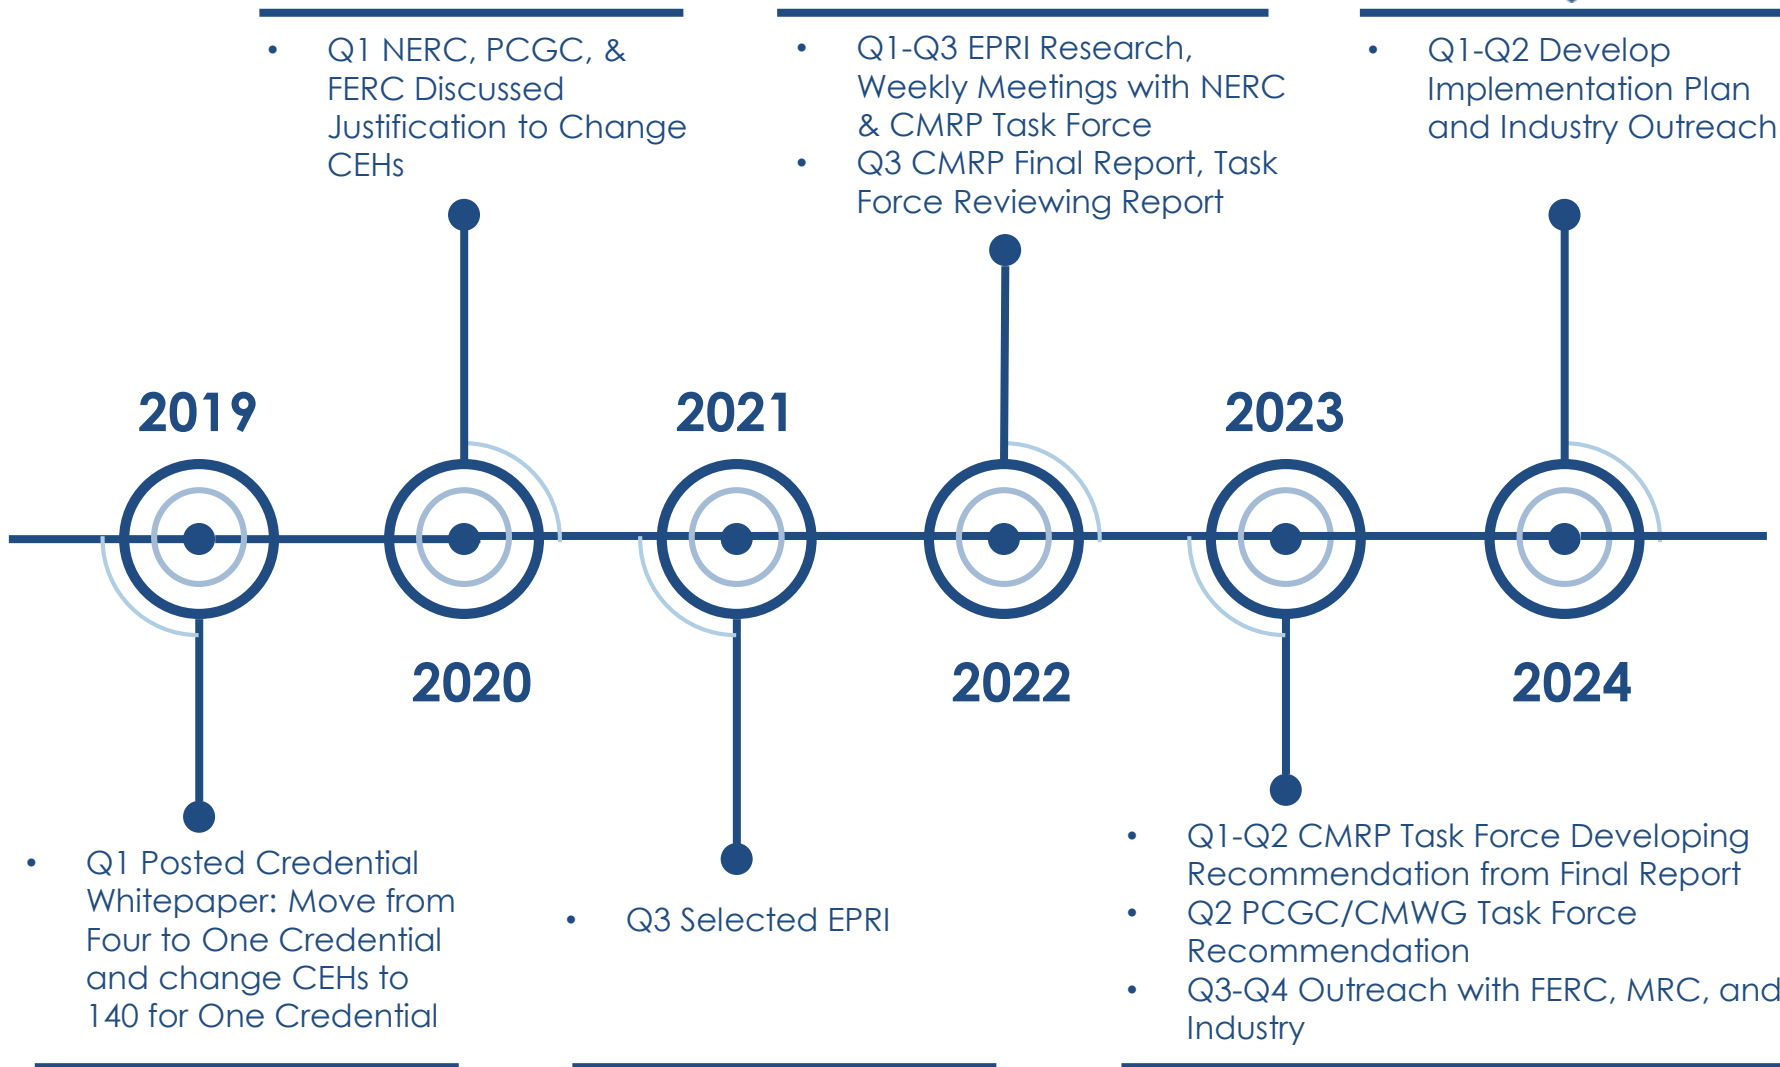 • Q1 NERC, PCGC, &
FERC Discussed
Justification to Change
CEHs
• Q1-Q3 EPRI Research,
Weekly Meetings with NERC
& CMRP Task Force
• Q3 CMRP Final Report, Task
Force Reviewing Report
• Q1-Q2 Develop
Implementation Plan
and Industry Outreach
2019
2021
2023
2020
2022
2024
• Q1 Posted Credential
Whitepaper: Move from
Four to One Credential
and change CEHs to
140 for One Credential
• Q3 Selected EPRI
• Q1-Q2 CMRP Task Force Developing
Recommendation from Final Report
• Q2 PCGC/CMWG Task Force
Recommendation
• Q3-Q4 Outreach with FERC, MRC, and
Industry